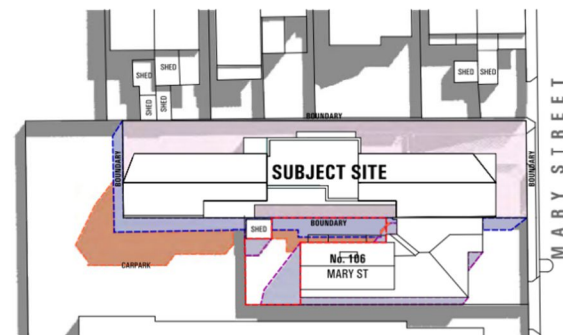 SHED
SHED
SHED
SHED
SHED
SHED
BOUNDARY
BOUNDARY
SUBJECT SITE
BOUNDARY
MARY STREET
BOUNDARY
SHED
No. 106
MARY ST
CARPARK